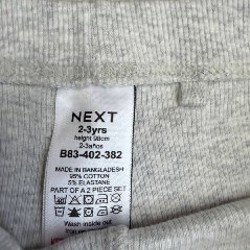 NEXT
2-3yrs
height 98cm
2-3años
B83-402-382
MADE IN BANGLADESH
95% COTTON
5% ELASTANE
PART OF A 2 PIECE SET
Wash inside out